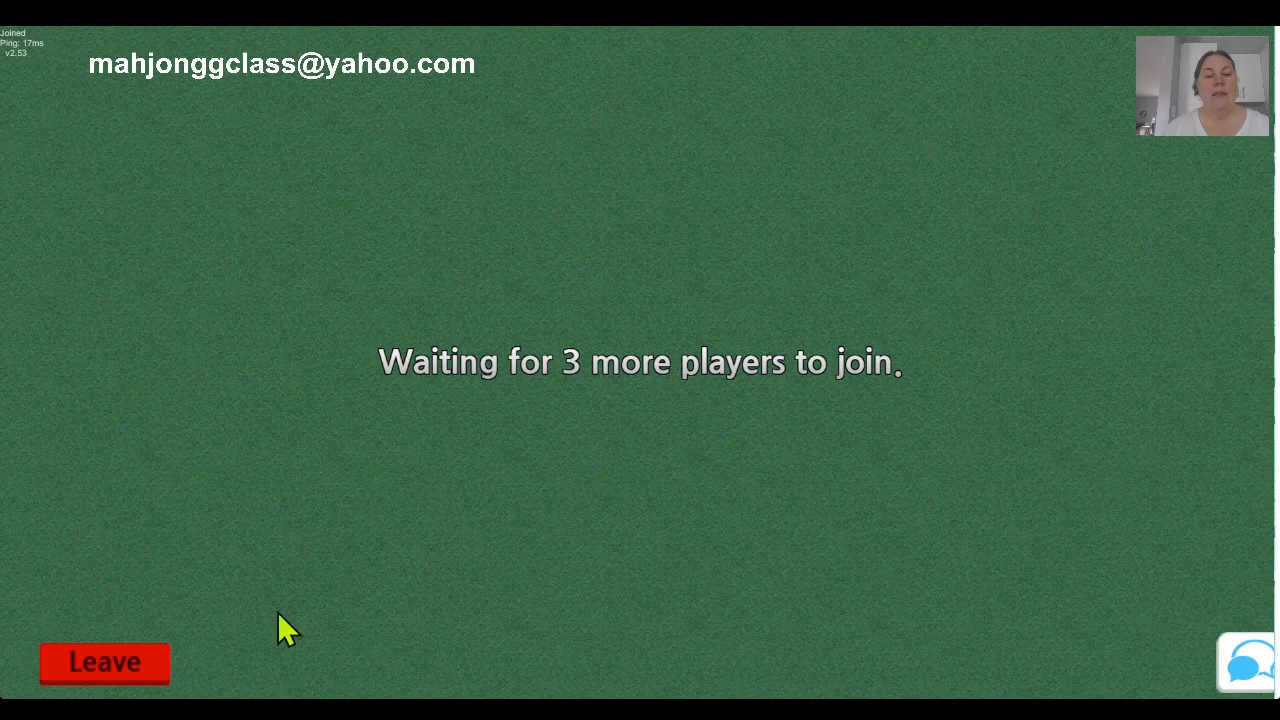 Joined
Ping: 17ms
v2.53
mahjonggclass@yahoo.com
Waiting for 3 more players to join.
Leave